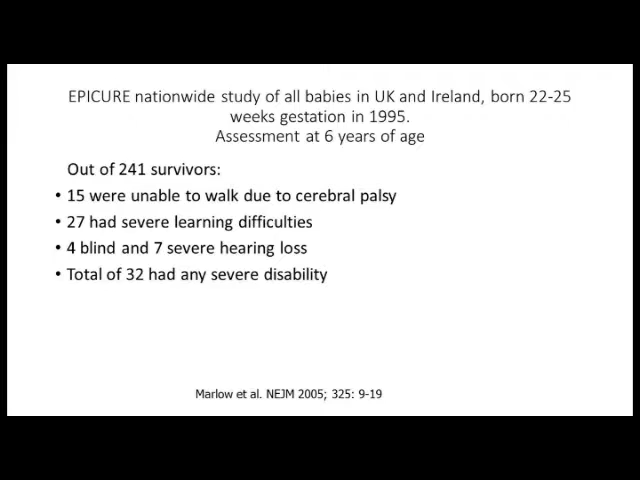 EPICURE nationwide study of all babies in UK and Ireland, born 22-25
weeks gestation in 1995.
Assessment at 6 years of age
Out of 241 survivors:
• 15 were unable to walk due to cerebral palsy
• 27 had severe learning difficulties
• 4 blind and 7 severe hearing loss
• Total of 32 had any severe disability
Marlow et al. NEJM 2005; 325: 9-19